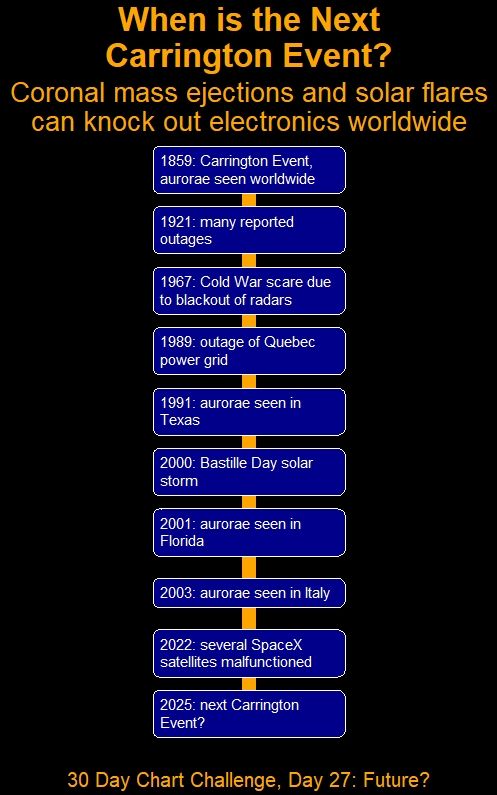 When is the Next
Carrington Event?
Coronal mass ejections and solar flares
can knock out electronics worldwide
1859: Carrington Event,
aurorae seen worldwide
1921: many reported
outages
1967: Cold War scare due
to blackout of radars
1989: outage of Quebec
power grid
1991: aurorae seen in
Texas
2000: Bastille Day solar
storm
2001: aurorae seen in
Florida
2003: aurorae seen in Italy
2022: several SpaceX
satellites malfunctioned
2025: next Carrington
Event?
30 Day Chart Challenge, Day 27: Future?